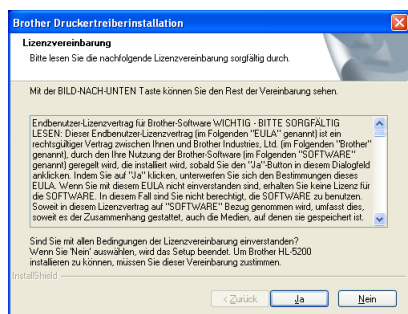 Brother Druckertreiberinstallation
Lizenzvereinbarung
Bitte lesen Sie die nachfolgende Lizenzvereinbarung sorgfältig durch.
Mit der BILD-NACH-UNTEN Taste können Sie den Rest der Vereinbarung sehen.
Endbenutzer-Lizenzvertrag für Brother-Software WICHTIG - BITTE SORGFÄLTIG
LESEN: Dieser Endbenutzer-Lizenzvertrag (im Folgenden "EULA" genannt) ist ein
rechtsgültiger Vertrag zwischen Ihnen und Brother Industries, Ltd. (im Folgenden "Brother"
genannt), durch den Ihre Nutzung der Brother-Software (im Folgenden "SOFTWARE"
genannt) geregelt wird, die installiert wird, sobald Sie den "Ja"-Button in diesem Dialogfeld
anklicken. Indem Sie auf "Ja" klicken, unterwerfen Sie sich den Bestimmungen dieses
EULA. Wenn Sie mit diesem EULA nicht einverstanden sind, erhalten Sie keine Lizenz für
die SOFTWARE. In diesem Fall sind Sie nicht berechtigt, die SOFTWARE zu benutzen.
Soweit in diesem Lizenzvertrag auf "SOFTWARE" Bezug genommen wird, umfasst dies,
soweit es der Zusammenhang gestattet, auch die Medien, auf denen sie gespeichert ist.
Sind Sie mit allen Bedingungen der Lizenzvereinbarung einverstanden?
Wenn Sie 'Nein' auswählen, wird das Setup beendet. Um Brother HL-5200
installieren zu können, müssen Sie dieser Vereinbarung zustimmen.
InstallShield
< Zurück Ja Nein